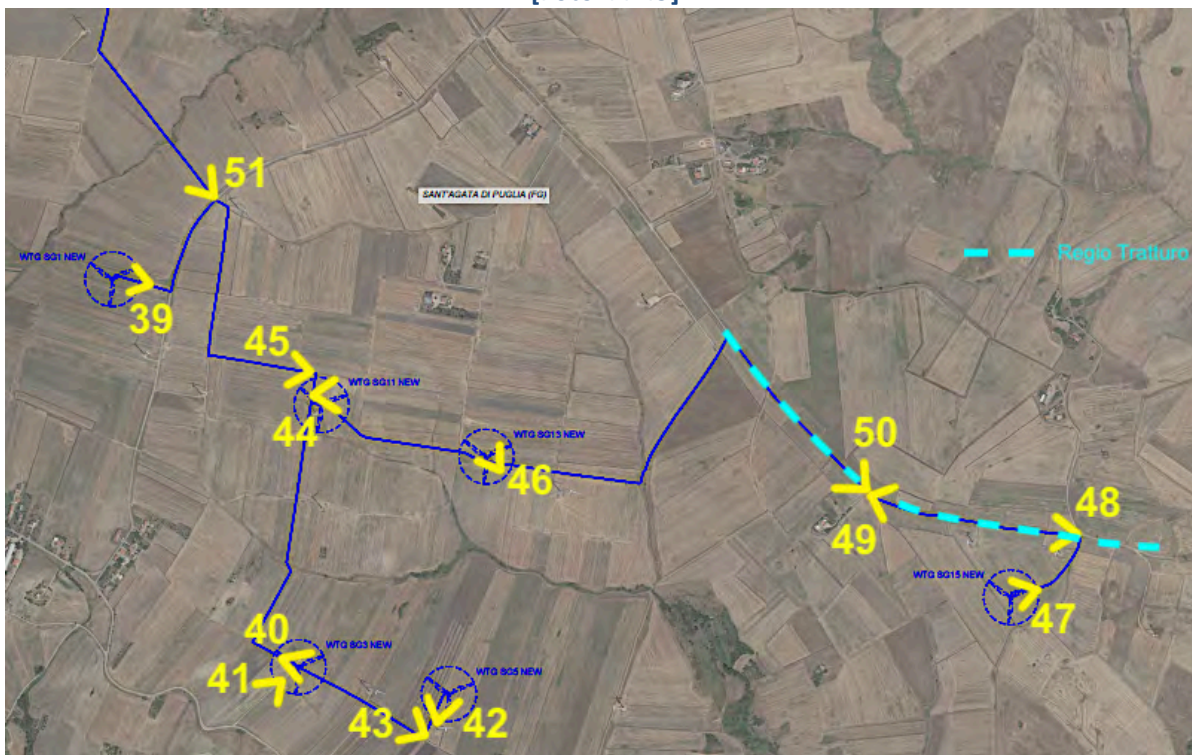 51
SANT'AGATA DI PUGLIA (FG)
Regio Tratturo
WTG SG1 NEW
39
45
WTG SG11 NEW
44
WTG SG13 NEW
46
50
49
48
WTG SG15 NEW
47
40
WTG SG3 NEW
41
WTG SG5 NEW
43
42